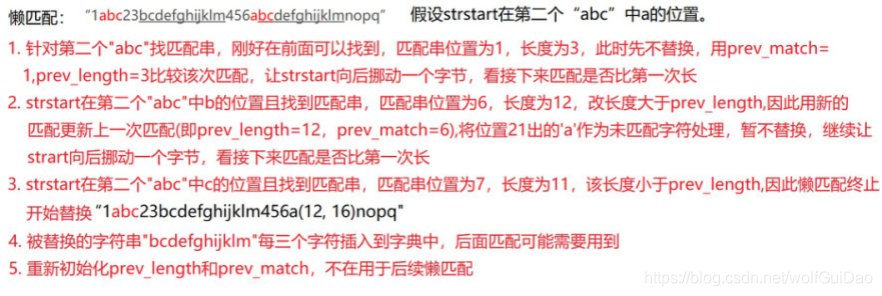 懒匹配： “1abc23bcdefghijklm456abcdefghijklmnopq” 假设strstart在第二个“abc”中a的位置。
1. 针对第二个"abc"找匹配串，刚好在前面可以找到，匹配串位置为1，长度为3，此时先不替换，用prev_match=
1,prev_length=3比较该次匹配，让strstart向后挪动一个字节，看接下来匹配是否比第一次长
2. strstart在第二个"abc"中b的位置且找到匹配串，匹配串位置为6，长度为12，改长度大于prev_length,因此用新的
匹配更新上一次匹配(即prev_length=12，prev_match=6),将位置21出的'a'作为未匹配字符处理，暂不替换，继续让
strart向后挪动一个字节，看接下来匹配是否比第一次长
3. strstart在第二个"abc"中c的位置且找到匹配串，匹配串位置为7，长度为11，该长度小于prev_length,因此懒匹配终止
开始替换 “1abc23bcdefghijklm456a(12, 16)nopq"
4. 被替换的字符串"bcdefghijklm"每三个字符插入到字典中，后面匹配可能需要用到
5. 重新初始化prev_length和prev_match，不在用于后续懒匹配
https://blog.csdn.net/wolfGuiDao